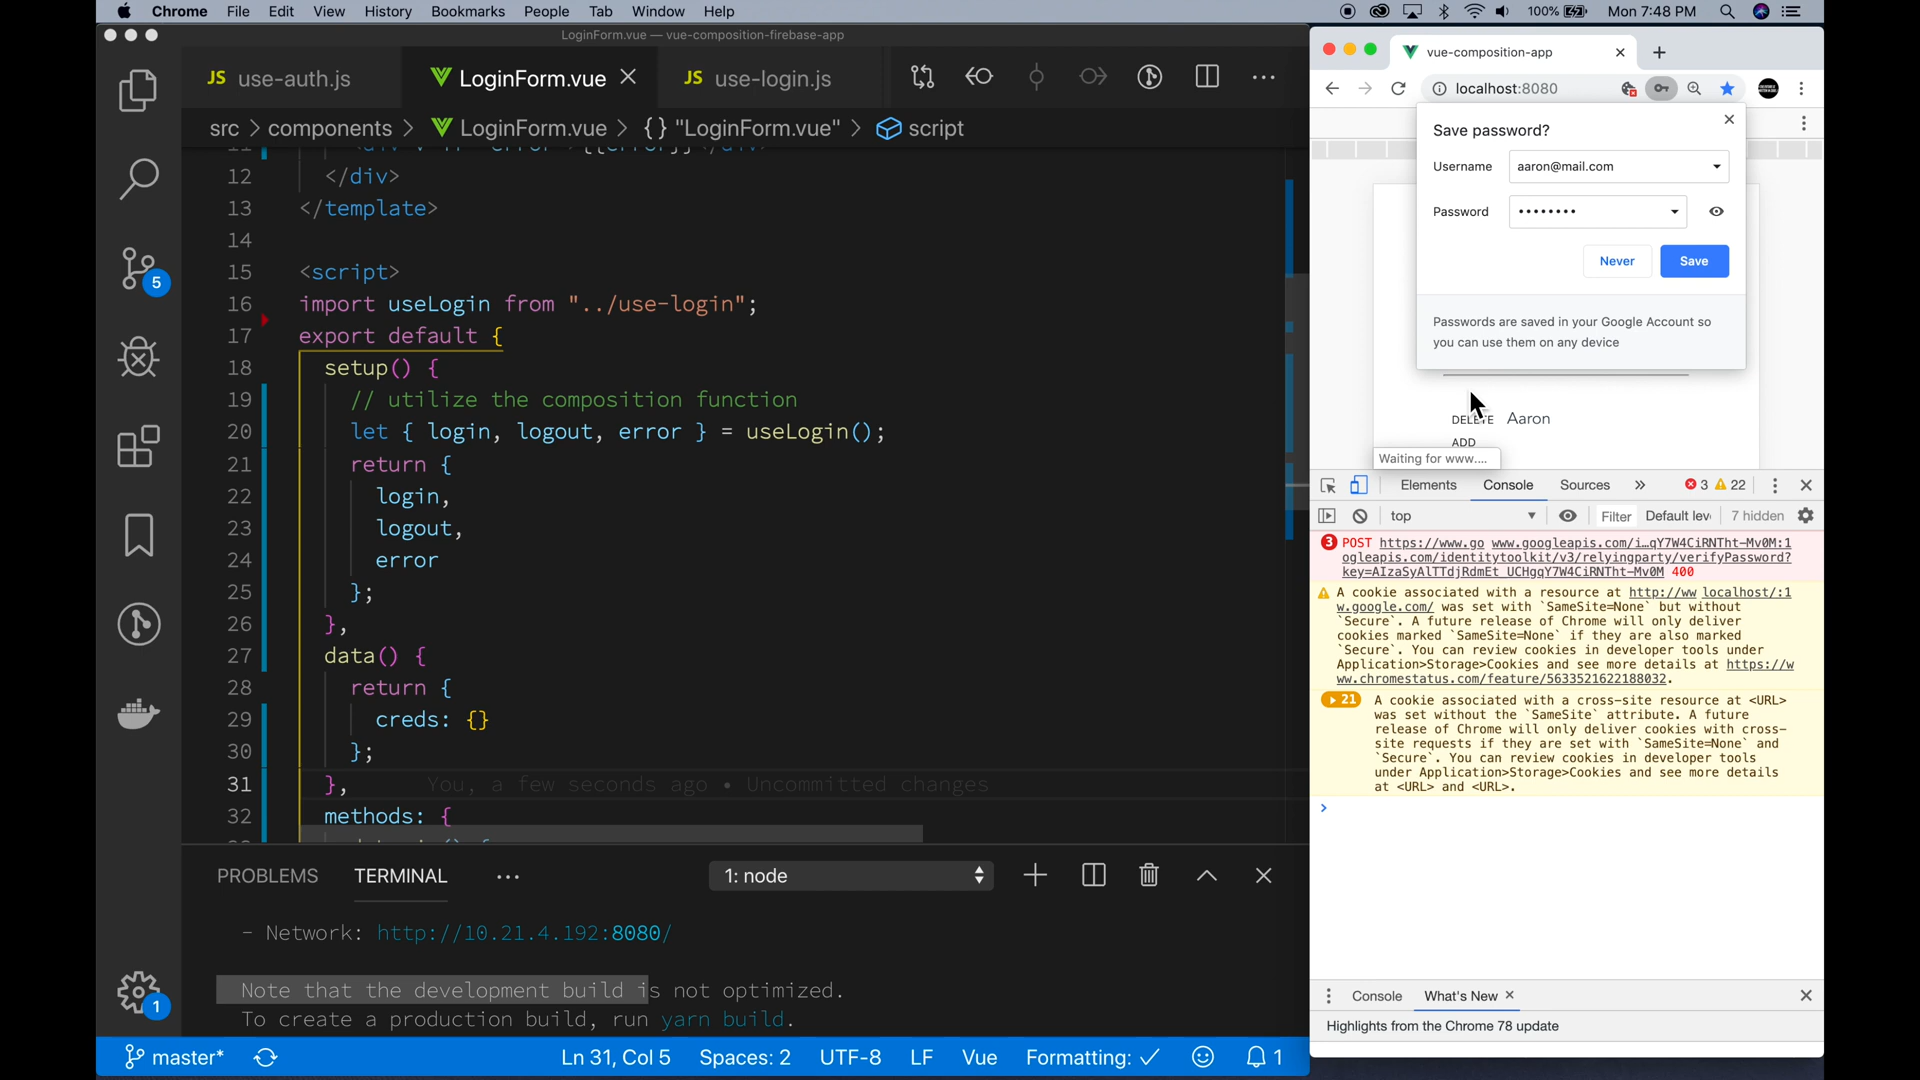 Chrome File Edit View History Bookmarks People Tab Window Help
100% Mon 7:48 PM
LoginForm.vue — vue-composition-firebase-app
JS use-auth.js
LoginForm.vue
JS use-login.js
src > components > LoginForm.vue > {} "LoginForm.vue" > script
12 </div>
13 </template>
14
15 <script>
16 import useLogin from "../use-login";
17 export default {
18 setup() {
19 // utilize the composition function
20 let { login, logout, error } = useLogin();
21 return {
22 login,
23 logout,
24 error
25 };
26 },
27 data() {
28 return {
29 creds: {}
30 };
31 }, You, a few seconds ago • Uncommitted changes
32 methods: {
5
1
PROBLEMS TERMINAL ...
1: node
- Network: http://10.21.4.192:8080/
Note that the development build is not optimized.
To create a production build, run yarn build.
master* Ln 31, Col 5 Spaces: 2 UTF-8 LF Vue Formatting: ✓ 1
vue-composition-app
localhost:8080
Save password?
Username aaron@mail.com
Password ••••••••
Never Save
Passwords are saved in your Google Account so
you can use them on any device
DELETE Aaron
ADD
Waiting for www....
Elements Console Sources » 3 22
top Filter Default lev 7 hidden
3 POST https://www.go www.googleapis.com/i…qY7W4CiRNTht-Mv0M:1
ogleapis.com/identitytoolkit/v3/relyingparty/verifyPassword?
key=AIzaSyAlTTdjRdmEt_UCHgqY7W4CiRNTht-Mv0M 400
A cookie associated with a resource at http://ww localhost/:1
w.google.com/ was set with `SameSite=None` but without
`Secure`. A future release of Chrome will only deliver
cookies marked `SameSite=None` if they are also marked
`Secure`. You can review cookies in developer tools under
Application>Storage>Cookies and see more details at https://w
ww.chromestatus.com/feature/5633521622188032.
21 A cookie associated with a cross-site resource at <URL>
was set without the `SameSite` attribute. A future
release of Chrome will only deliver cookies with cross-
site requests if they are set with `SameSite=None` and
`Secure`. You can review cookies in developer tools
under Application>Storage>Cookies and see more details
at <URL> and <URL>.
Console What's New
Highlights from the Chrome 78 update